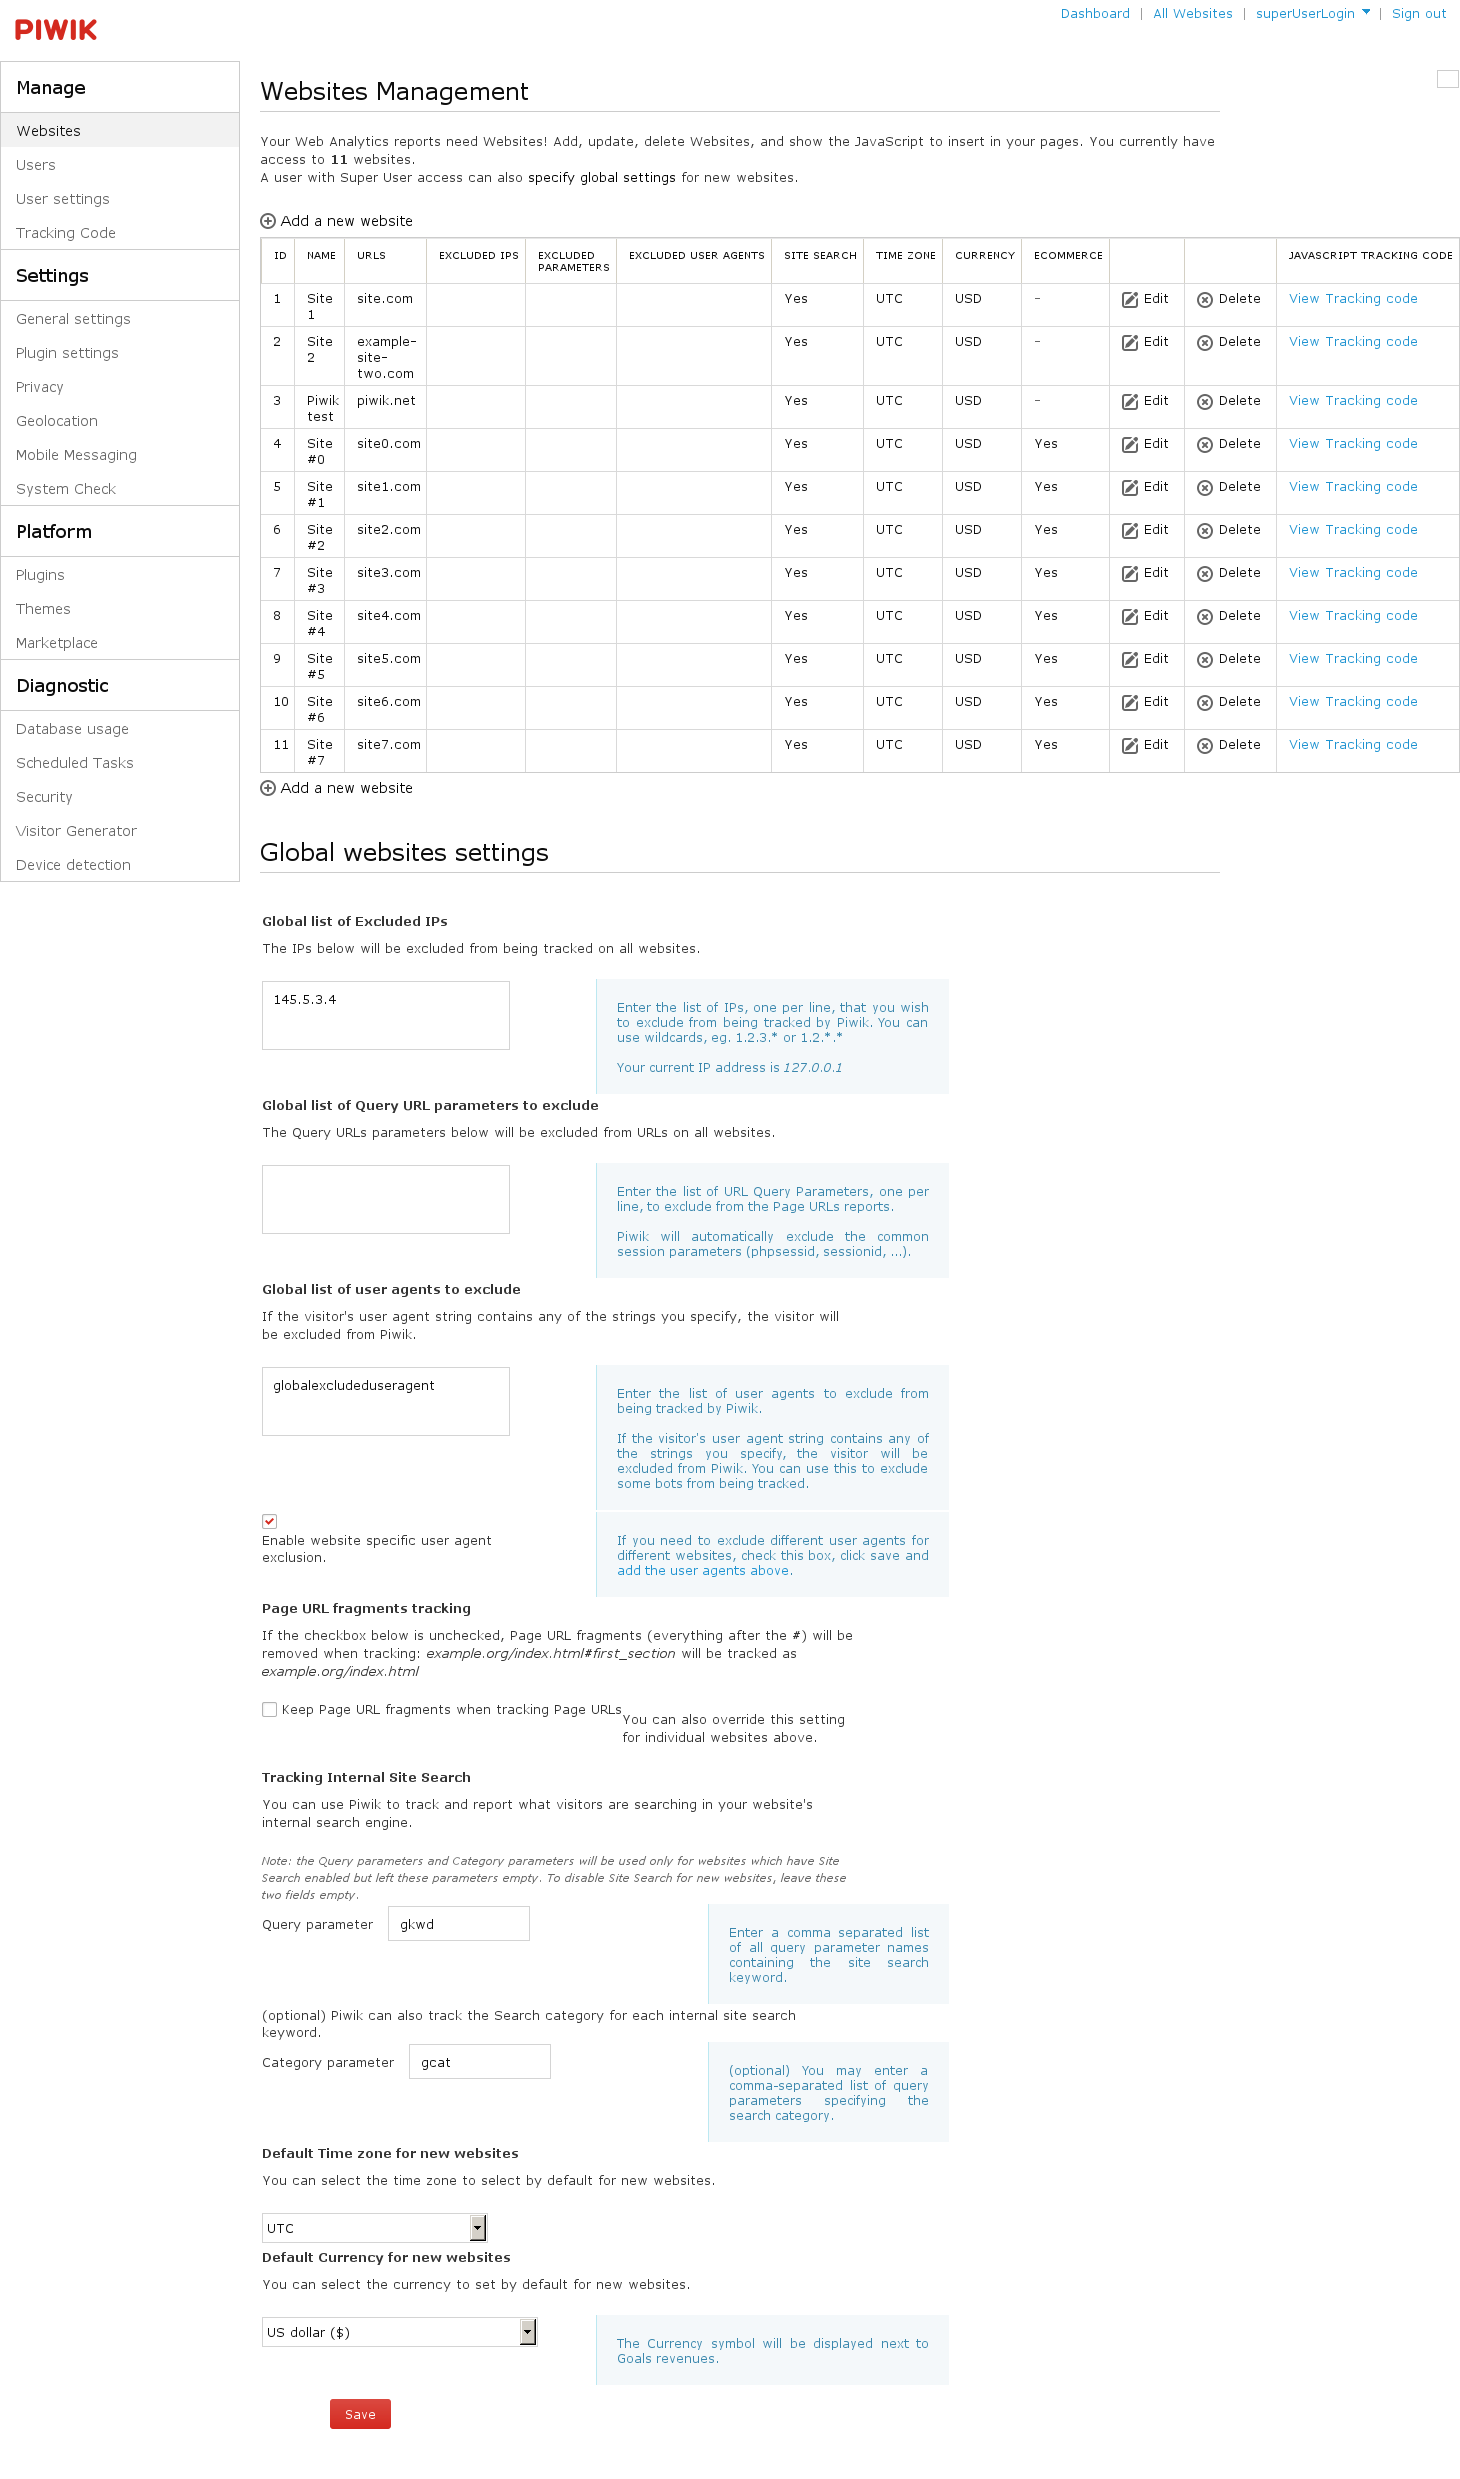 PIWIK
Dashboard | All Websites | superUserLogin | Sign out
Manage
Websites
Users
User settings
Tracking Code
Settings
General settings
Plugin settings
Privacy
Geolocation
Mobile Messaging
System Check
Platform
Plugins
Themes
Marketplace
Diagnostic
Database usage
Scheduled Tasks
Security
Visitor Generator
Device detection
Websites Management
Your Web Analytics reports need Websites! Add, update, delete Websites, and show the JavaScript to insert in your pages. You currently have
access to 11 websites.
A user with Super User access can also specify global settings for new websites.
Add a new website
ID NAME URLS EXCLUDED IPS EXCLUDED PARAMETERS EXCLUDED USER AGENTS SITE SEARCH TIME ZONE CURRENCY ECOMMERCE JAVASCRIPT TRACKING CODE
1 Site 1 site.com Yes UTC USD - Edit Delete View Tracking code
2 Site 2 example-site-two.com Yes UTC USD - Edit Delete View Tracking code
3 Piwik test piwik.net Yes UTC USD - Edit Delete View Tracking code
4 Site #0 site0.com Yes UTC USD Yes Edit Delete View Tracking code
5 Site #1 site1.com Yes UTC USD Yes Edit Delete View Tracking code
6 Site #2 site2.com Yes UTC USD Yes Edit Delete View Tracking code
7 Site #3 site3.com Yes UTC USD Yes Edit Delete View Tracking code
8 Site #4 site4.com Yes UTC USD Yes Edit Delete View Tracking code
9 Site #5 site5.com Yes UTC USD Yes Edit Delete View Tracking code
10 Site #6 site6.com Yes UTC USD Yes Edit Delete View Tracking code
11 Site #7 site7.com Yes UTC USD Yes Edit Delete View Tracking code
Add a new website
Global websites settings
Global list of Excluded IPs
The IPs below will be excluded from being tracked on all websites.
145.5.3.4
Enter the list of IPs, one per line, that you wish
to exclude from being tracked by Piwik. You can
use wildcards, eg. 1.2.3.* or 1.2.*.*
Your current IP address is 127.0.0.1
Global list of Query URL parameters to exclude
The Query URLs parameters below will be excluded from URLs on all websites.
Enter the list of URL Query Parameters, one per
line, to exclude from the Page URLs reports.
Piwik will automatically exclude the common
session parameters (phpsessid, sessionid, ...).
Global list of user agents to exclude
If the visitor's user agent string contains any of the strings you specify, the visitor will
be excluded from Piwik.
globalexcludeduseragent
Enter the list of user agents to exclude from
being tracked by Piwik.
If the visitor's user agent string contains any of
the strings you specify, the visitor will be
excluded from Piwik. You can use this to exclude
some bots from being tracked.
Enable website specific user agent
exclusion.
If you need to exclude different user agents for
different websites, check this box, click save and
add the user agents above.
Page URL fragments tracking
If the checkbox below is unchecked, Page URL fragments (everything after the #) will be
removed when tracking: example.org/index.html#first_section will be tracked as
example.org/index.html
Keep Page URL fragments when tracking Page URLs
You can also override this setting
for individual websites above.
Tracking Internal Site Search
You can use Piwik to track and report what visitors are searching in your website's
internal search engine.
Note: the Query parameters and Category parameters will be used only for websites which have Site
Search enabled but left these parameters empty. To disable Site Search for new websites, leave these
two fields empty.
Query parameter gkwd
Enter a comma separated list
of all query parameter names
containing the site search
keyword.
(optional) Piwik can also track the Search category for each internal site search
keyword.
Category parameter gcat
(optional) You may enter a
comma-separated list of query
parameters specifying the
search category.
Default Time zone for new websites
You can select the time zone to select by default for new websites.
UTC
Default Currency for new websites
You can select the currency to set by default for new websites.
US dollar ($)
The Currency symbol will be displayed next to
Goals revenues.
Save